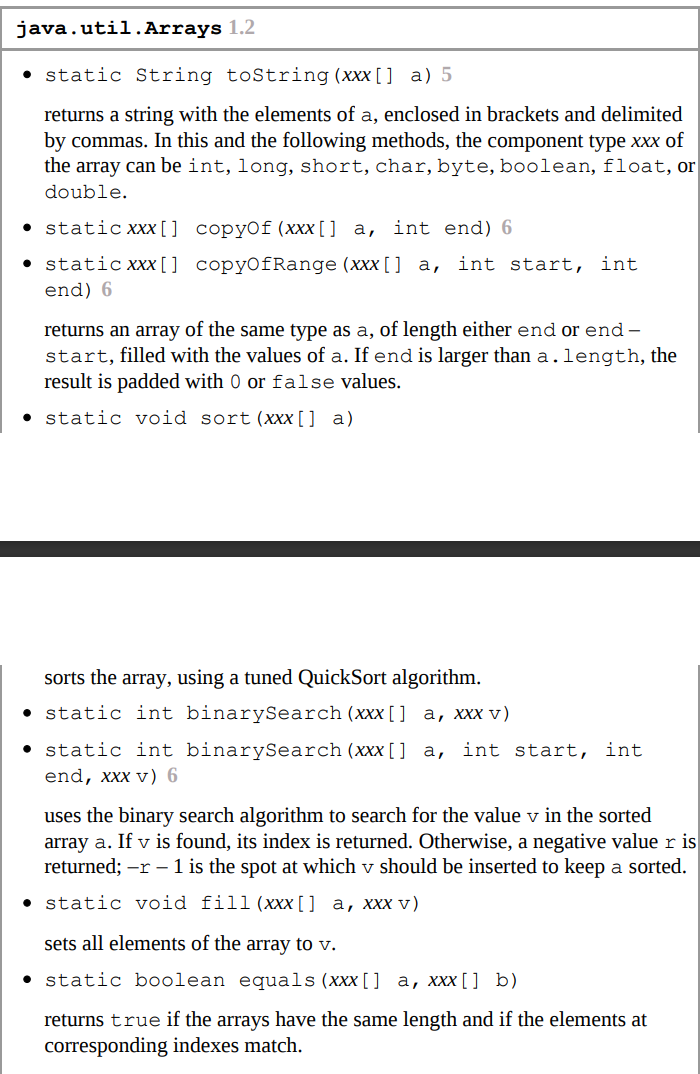 java.util.Arrays 1.2
• static String toString(xxx[] a) 5
returns a string with the elements of a, enclosed in brackets and delimited
by commas. In this and the following methods, the component type xxx of
the array can be int, long, short, char, byte, boolean, float, or
double.
• static xxx[] copyOf(xxx[] a, int end) 6
• static xxx[] copyOfRange(xxx[] a, int start, int
end) 6
returns an array of the same type as a, of length either end or end –
start, filled with the values of a. If end is larger than a.length, the
result is padded with 0 or false values.
• static void sort(xxx[] a)
sorts the array, using a tuned QuickSort algorithm.
• static int binarySearch(xxx[] a, xxx v)
• static int binarySearch(xxx[] a, int start, int
end, xxx v) 6
uses the binary search algorithm to search for the value v in the sorted
array a. If v is found, its index is returned. Otherwise, a negative value r is
returned; –r – 1 is the spot at which v should be inserted to keep a sorted.
• static void fill(xxx[] a, xxx v)
sets all elements of the array to v.
• static boolean equals(xxx[] a, xxx[] b)
returns true if the arrays have the same length and if the elements at
corresponding indexes match.